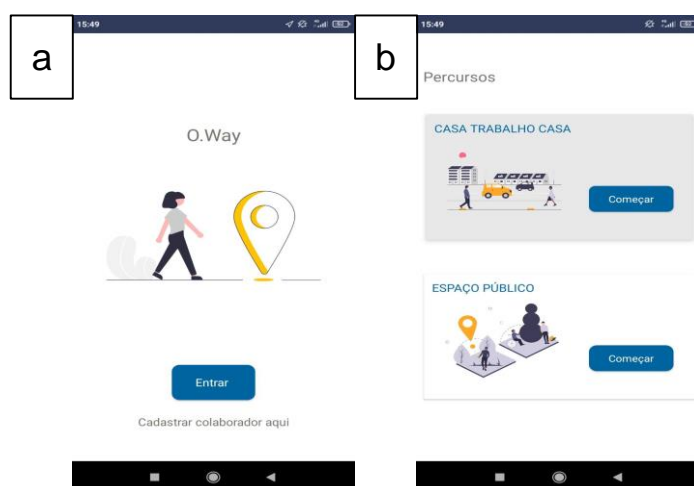 a
15:49
O.Way
Entrar
Cadastrar colaborador aqui
b
15:49
Percursos
CASA TRABALHO CASA
Começar
ESPAÇO PÚBLICO
Começar